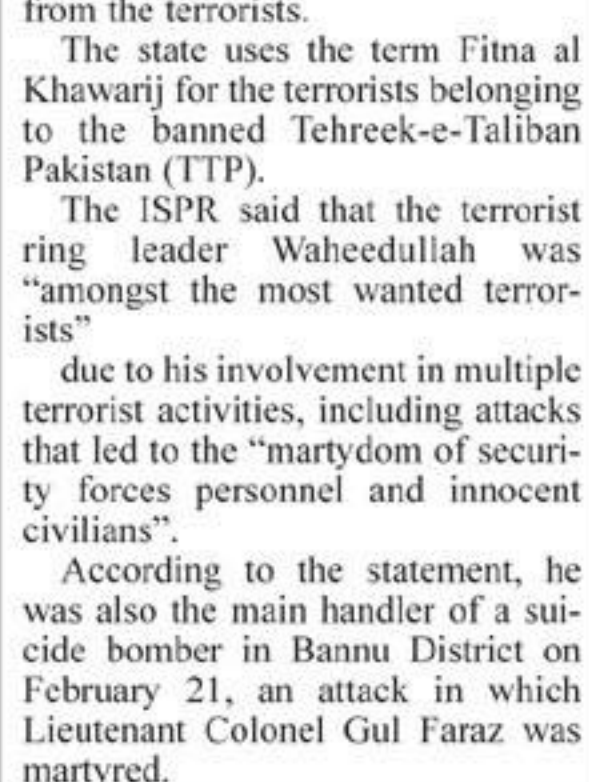 from the terrorists.
The state uses the term Fitna al
Khawarij for the terrorists belonging
to the banned Tehreek-e-Taliban
Pakistan (TTP).
The ISPR said that the terrorist
ring leader Waheedullah was
“amongst the most wanted terror-
ists”
due to his involvement in multiple
terrorist activities, including attacks
that led to the “martydom of securi-
ty forces personnel and innocent
civilians”.
According to the statement, he
was also the main handler of a sui-
cide bomber in Bannu District on
February 21, an attack in which
Lieutenant Colonel Gul Faraz was
martyred.